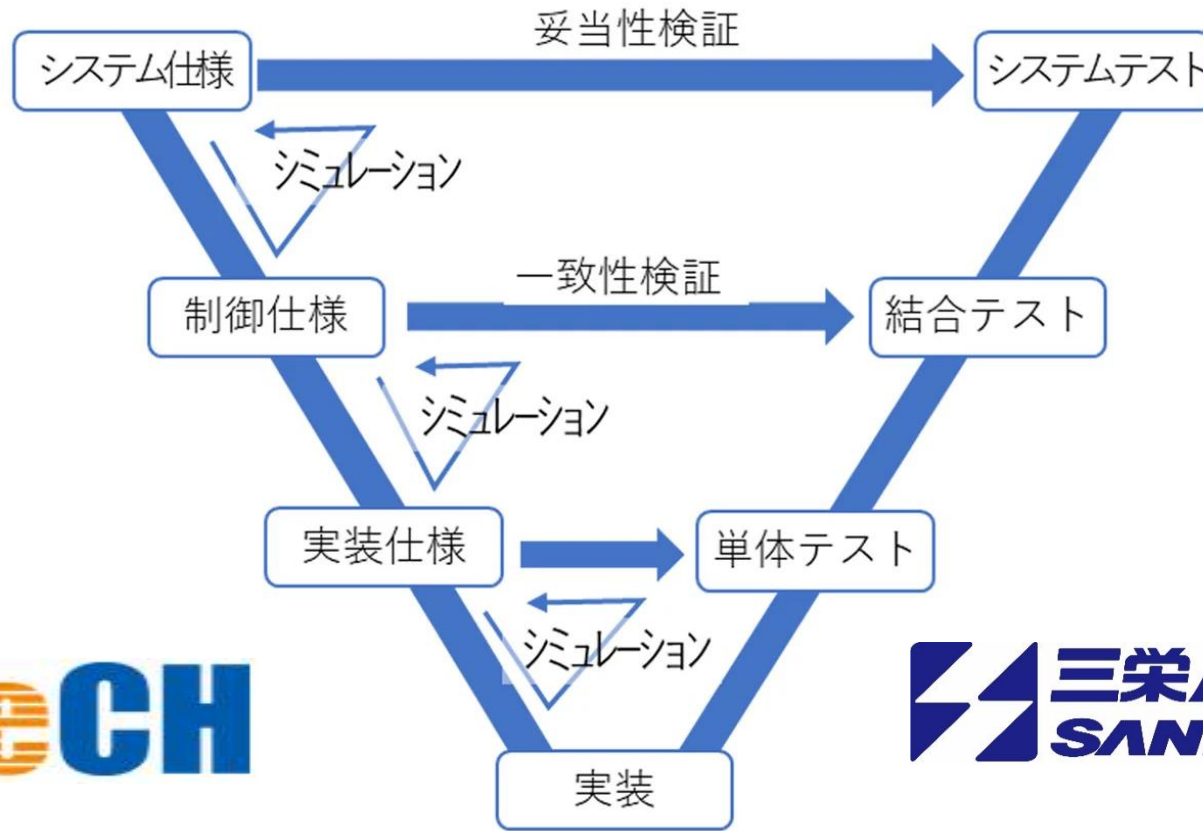 妥当性検証
システム仕様
システムテスト
シミュレーション
一致性検証
制御仕様
結合テスト
シミュレーション
実装仕様
単体テスト
シミュレーション
実装
eCH
三栄
SAN